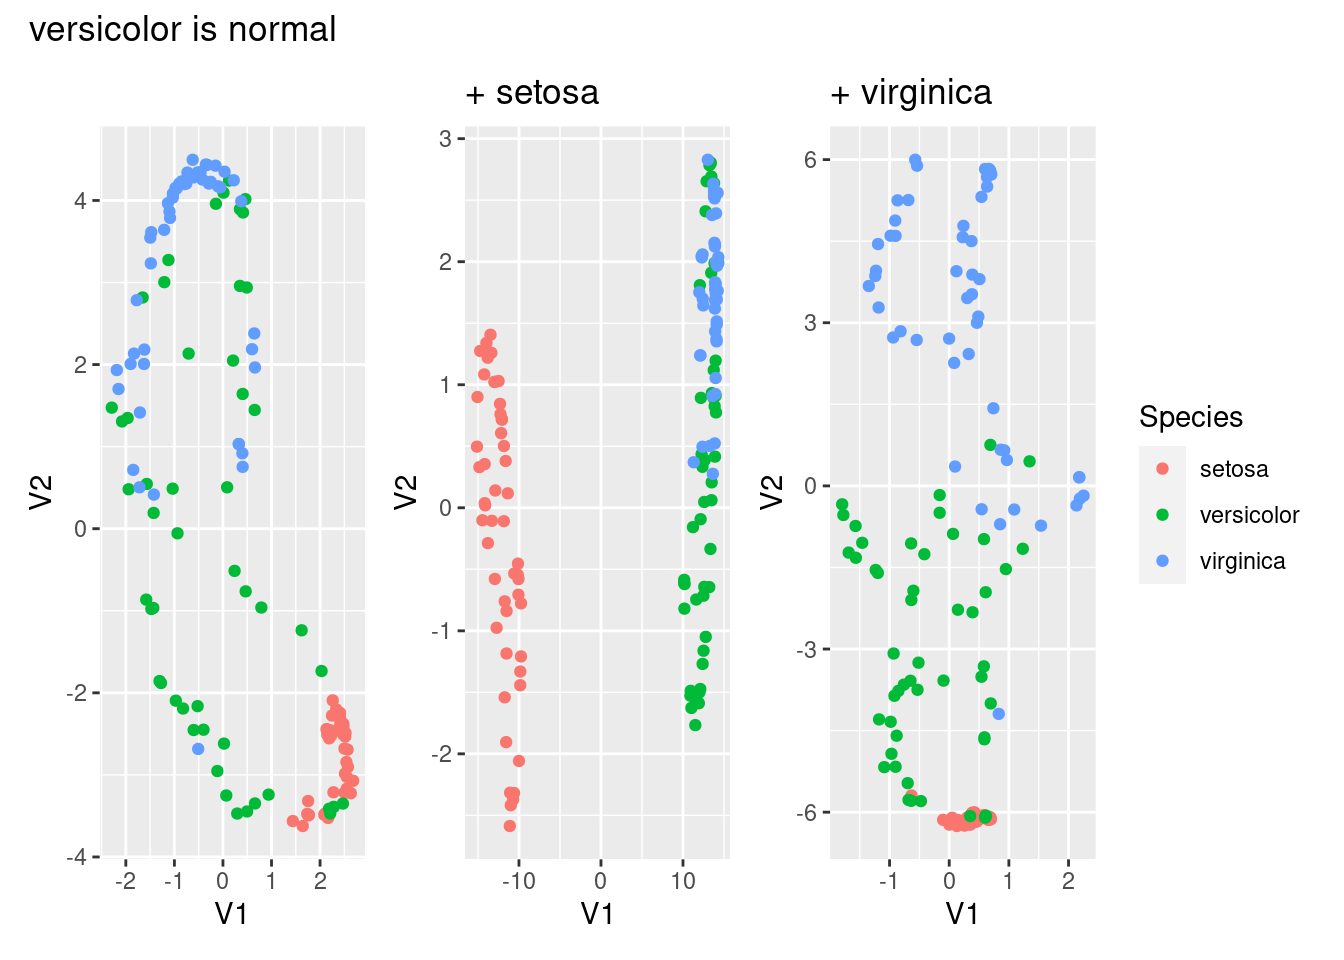 versicolor is normal
+ setosa
+ virginica
4
2
0
-2
-4
V2
-2 -1 0 1 2
V1
3
2
1
0
-1
-2
V2
-10 0 10
V1
6
3
0
-3
-6
V2
-1 0 1 2
V1
Species
setosa
versicolor
virginica